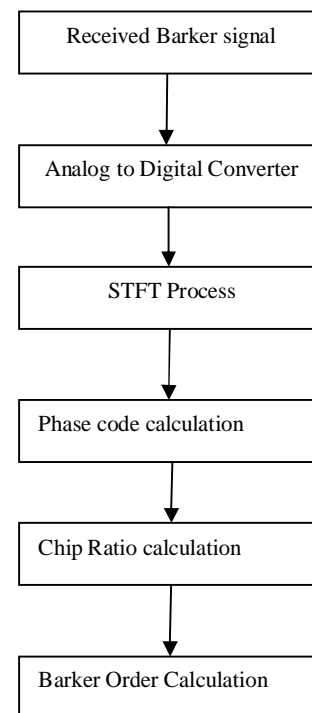 Received Barker signal
Analog to Digital Converter
STFT Process
Phase code calculation
Chip Ratio calculation
Barker Order Calculation